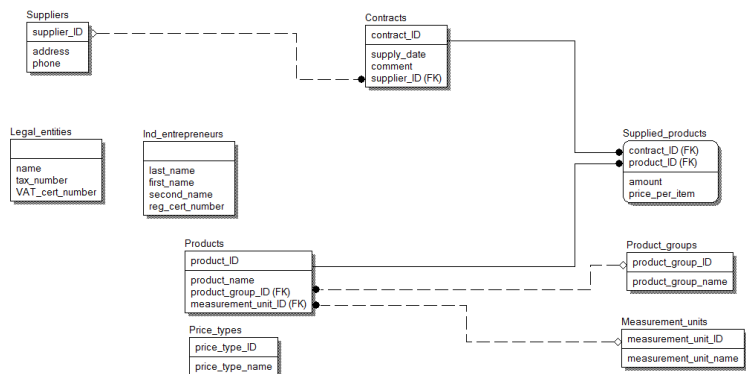 Suppliers
supplier_ID
address
phone
Contracts
contract_ID
supply_date
comment
supplier_ID (FK)
Legal_entities
name
tax_number
VAT_cert_number
Ind_entrepreneurs
last_name
first_name
second_name
reg_cert_number
Supplied_products
contract_ID (FK)
product_ID (FK)
amount
price_per_item
Products
product_ID
product_name
product_group_ID (FK)
measurement_unit_ID (FK)
Product_groups
product_group_ID
product_group_name
Measurement_units
measurement_unit_ID
measurement_unit_name
Price_types
price_type_ID
price_type_name